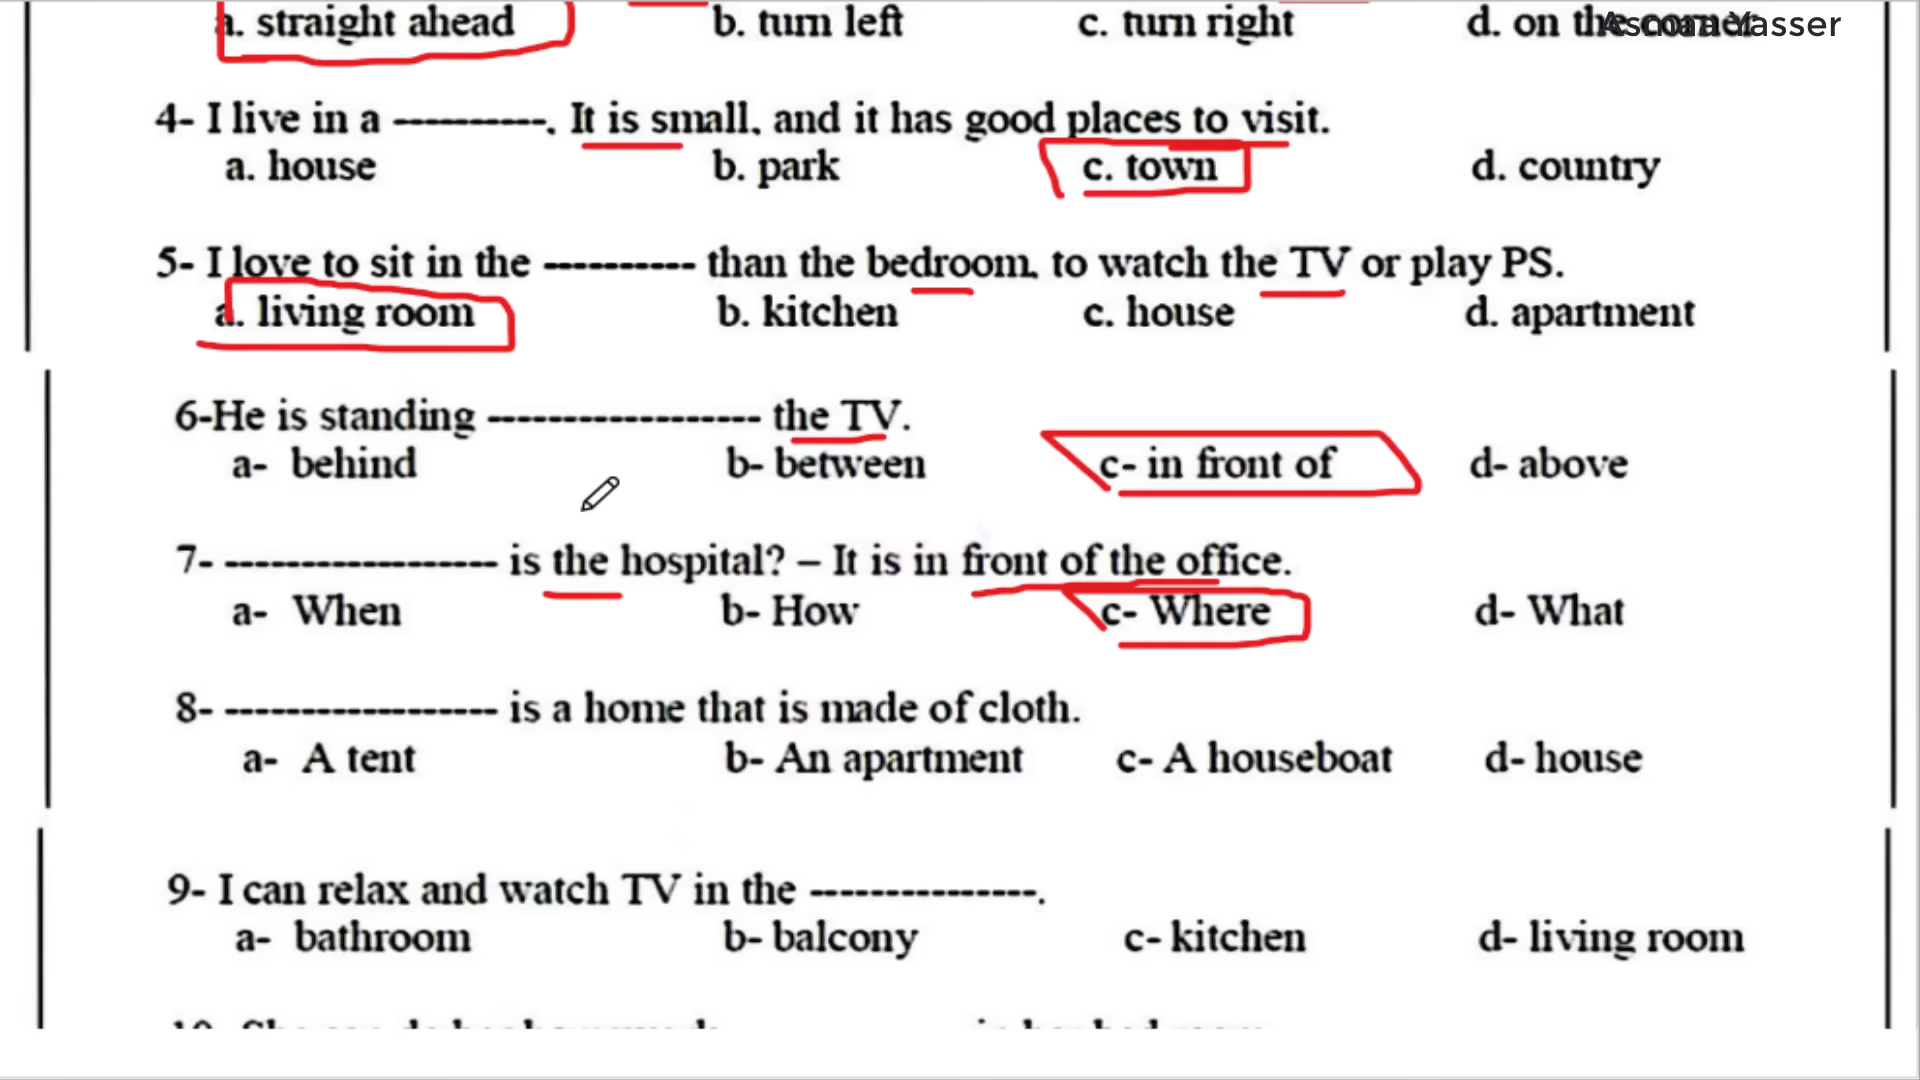 a. straight ahead b. turn left c. turn right d. on the corner
Asmaa Yasser
4- I live in a ----------. It is small, and it has good places to visit.
a. house b. park c. town d. country
5- I love to sit in the ---------- than the bedroom, to watch the TV or play PS.
a. living room b. kitchen c. house d. apartment
6-He is standing ------------------ the TV.
a- behind b- between c- in front of d- above
7- ------------------ is the hospital? – It is in front of the office.
a- When b- How c- Where d- What
8- ------------------ is a home that is made of cloth.
a- A tent b- An apartment c- A houseboat d- house
9- I can relax and watch TV in the ---------------.
a- bathroom b- balcony c- kitchen d- living room